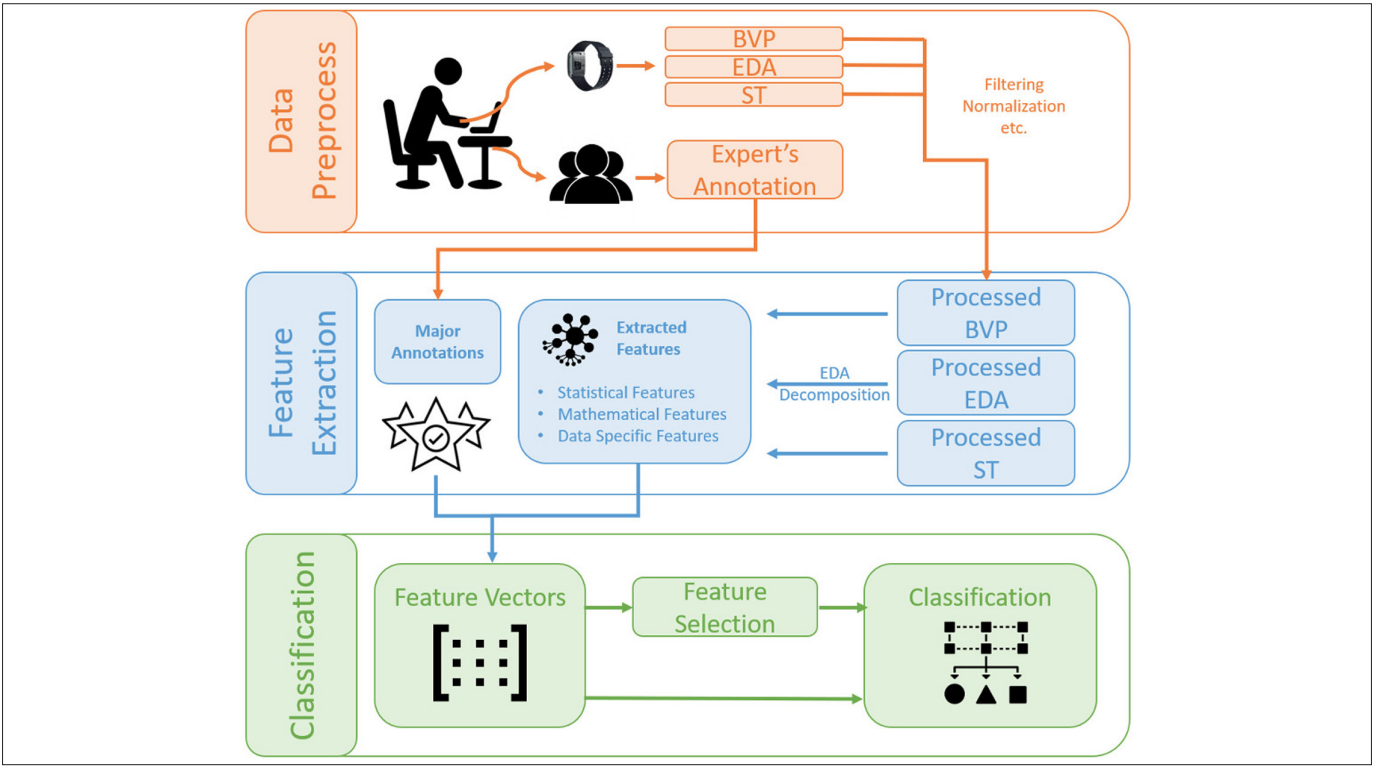 Data
Preprocess
BVP
EDA
ST
Filtering
Normalization
etc.
Expert’s
Annotation
Feature
Extraction
Major
Annotations
Extracted
Features
• Statistical Features
• Mathematical Features
• Data Specific Features
EDA
Decomposition
Processed
BVP
Processed
EDA
Processed
ST
Classification
Feature Vectors
Feature
Selection
Classification